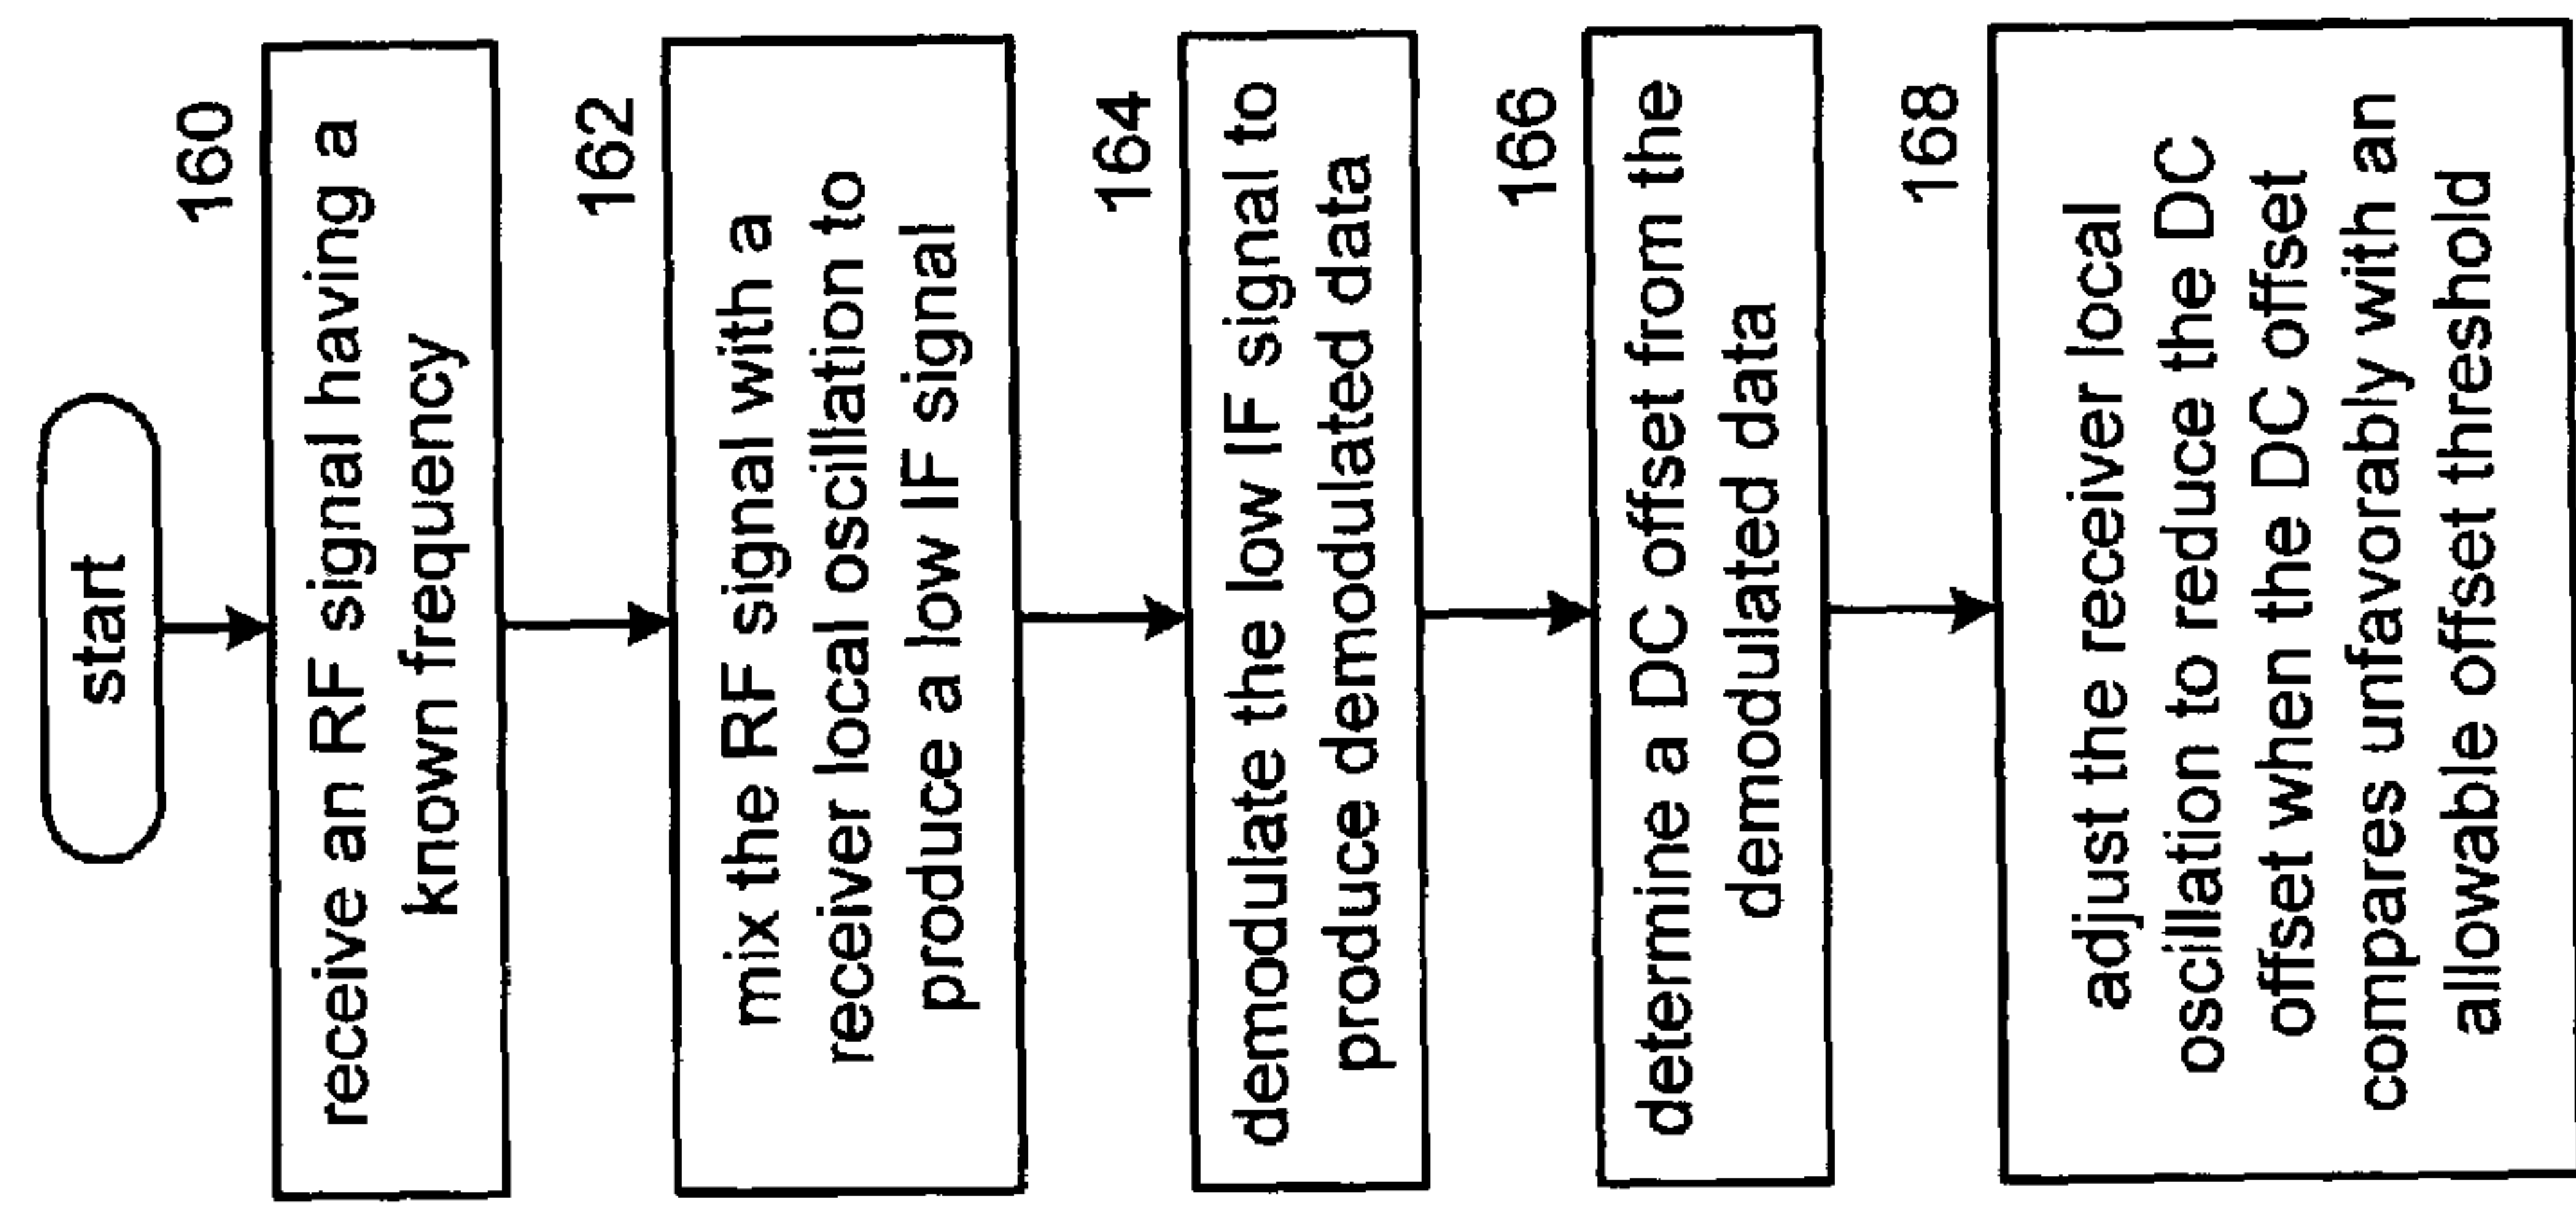 start
160
receive an RF signal having a
known frequency
162
mix the RF signal with a
receiver local oscillation to
produce a low IF signal
164
demodulate the low IF signal to
produce demodulated data
166
determine a DC offset from the
demodulated data
168
adjust the receiver local
oscillation to reduce the DC
offset when the DC offset
compares unfavorably with an
allowable offset threshold